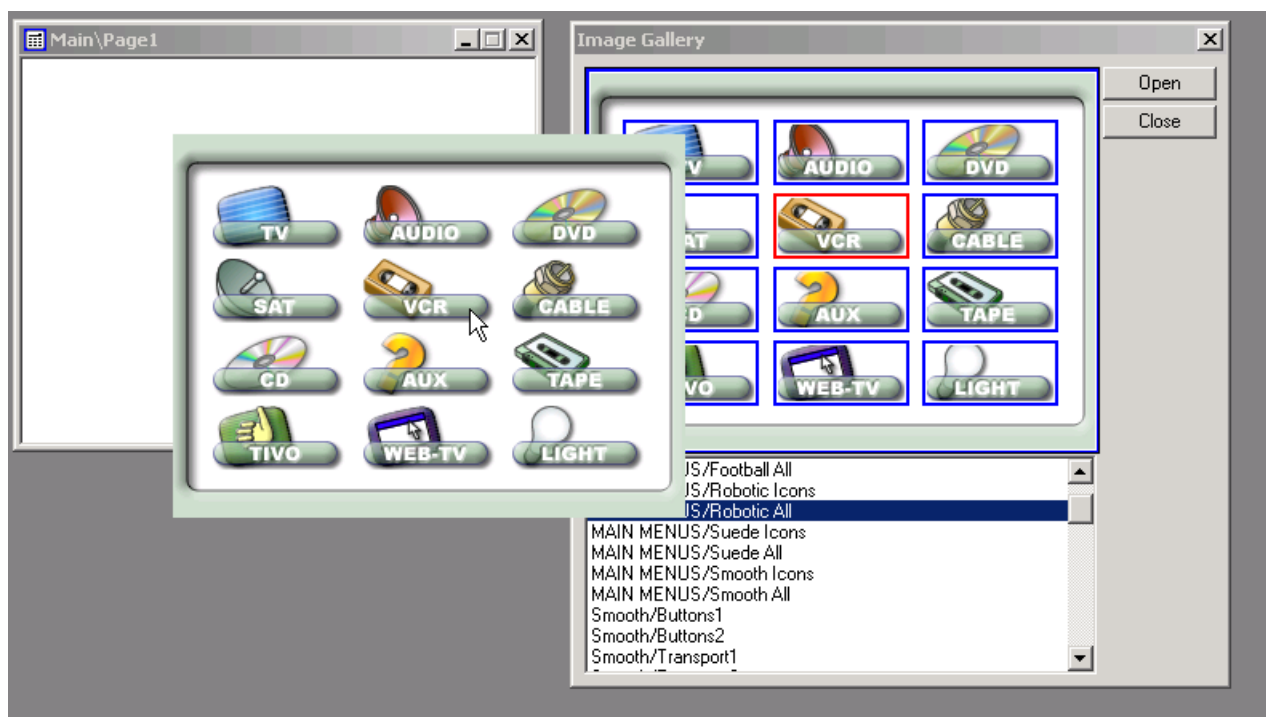 Main\Page1
Image Gallery
Open
Close
TV AUDIO DVD
SAT VCR CABLE
CD AUX TAPE
TIVO WEB-TV LIGHT
V AUDIO DVD
AT VCR CABLE
D AUX TAPE
VO WEB-TV LIGHT
US/Football All
US/Robotic Icons
US/Robotic All
MAIN MENUS/Suede Icons
MAIN MENUS/Suede All
MAIN MENUS/Smooth Icons
MAIN MENUS/Smooth All
Smooth/Buttons1
Smooth/Buttons2
Smooth/Transport1